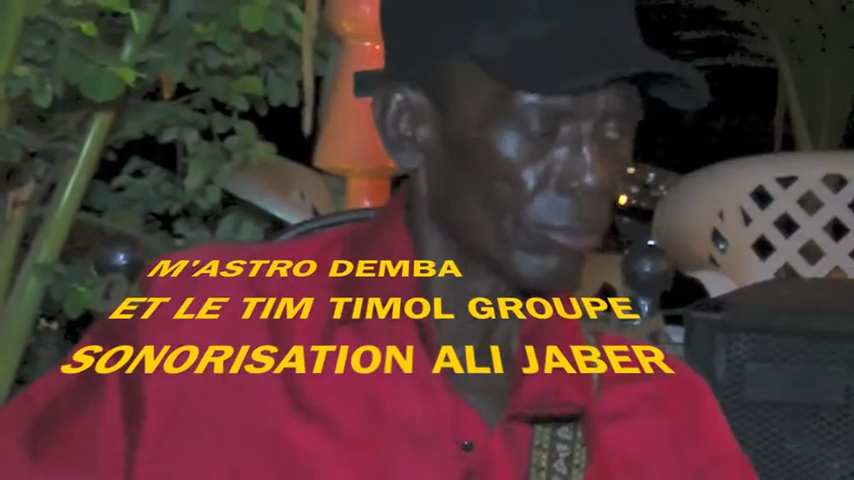 M'ASTRO DEMBA
ET LE TIM TIMOL GROUPE
SONORISATION ALI JABER